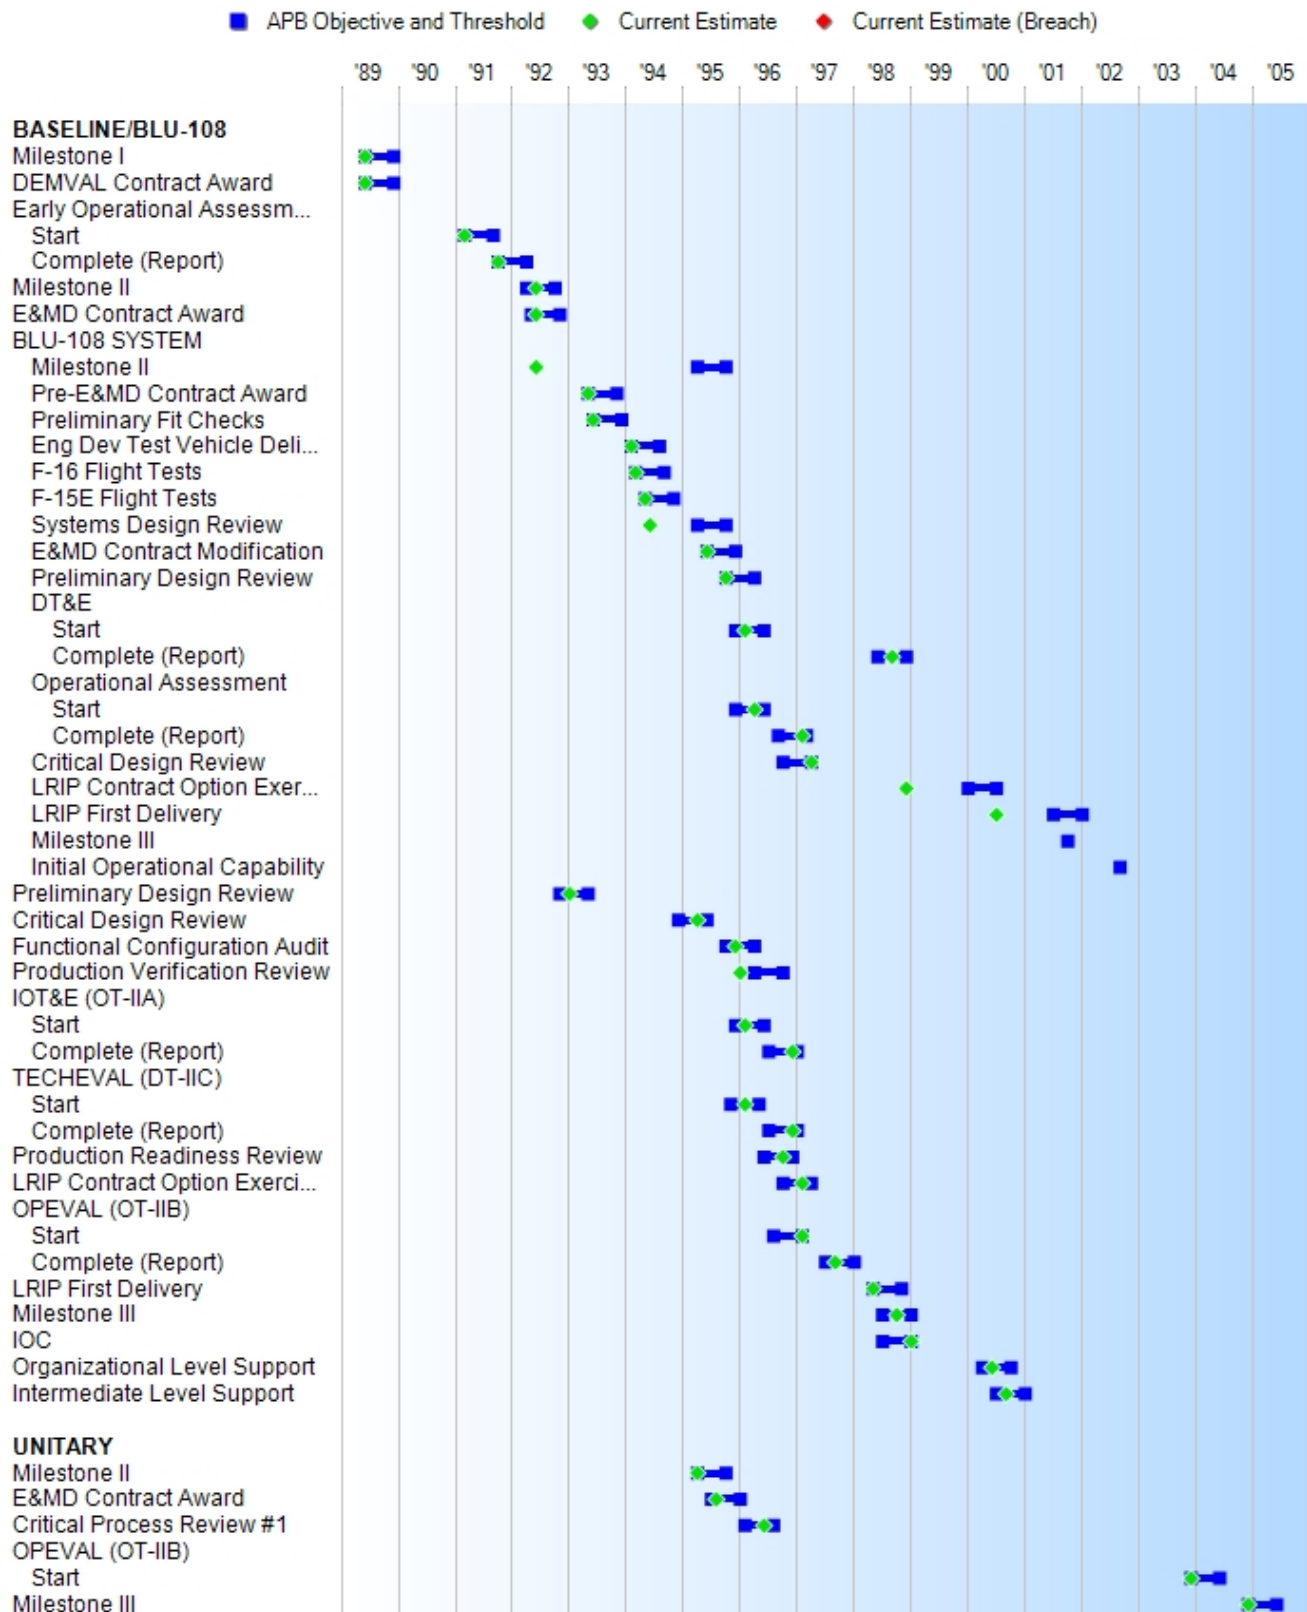 APB Objective and Threshold Current Estimate Current Estimate (Breach)
'89 '90 '91 '92 '93 '94 '95 '96 '97 '98 '99 '00 '01 '02 '03 '04 '05
BASELINE/BLU-108
Milestone I
DEMVAL Contract Award
Early Operational Assessm...
Start
Complete (Report)
Milestone II
E&MD Contract Award
BLU-108 SYSTEM
Milestone II
Pre-E&MD Contract Award
Preliminary Fit Checks
Eng Dev Test Vehicle Deli...
F-16 Flight Tests
F-15E Flight Tests
Systems Design Review
E&MD Contract Modification
Preliminary Design Review
DT&E
Start
Complete (Report)
Operational Assessment
Start
Complete (Report)
Critical Design Review
LRIP Contract Option Exer...
LRIP First Delivery
Milestone III
Initial Operational Capability
Preliminary Design Review
Critical Design Review
Functional Configuration Audit
Production Verification Review
IOT&E (OT-IIA)
Start
Complete (Report)
TECHEVAL (DT-IIC)
Start
Complete (Report)
Production Readiness Review
LRIP Contract Option Exerci...
OPEVAL (OT-IIB)
Start
Complete (Report)
LRIP First Delivery
Milestone III
IOC
Organizational Level Support
Intermediate Level Support
UNITARY
Milestone II
E&MD Contract Award
Critical Process Review #1
OPEVAL (OT-IIB)
Start
Milestone III